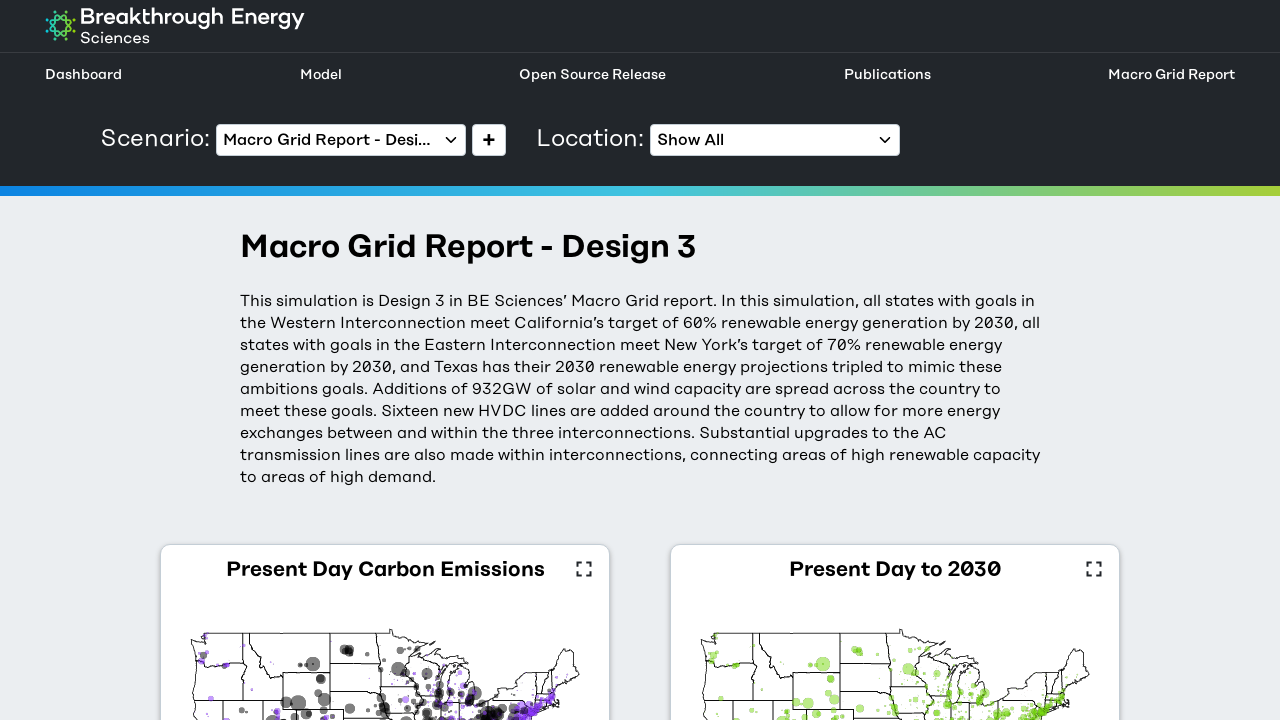 Breakthrough Energy
Sciences
Dashboard
Model
Open Source Release
Publications
Macro Grid Report
Scenario:
Macro Grid Report - Desi...
+
Location:
Show All
Macro Grid Report - Design 3
This simulation is Design 3 in BE Sciences’ Macro Grid report. In this simulation, all states with goals in
the Western Interconnection meet California’s target of 60% renewable energy generation by 2030, all
states with goals in the Eastern Interconnection meet New York’s target of 70% renewable energy
generation by 2030, and Texas has their 2030 renewable energy projections tripled to mimic these
ambitions goals. Additions of 932GW of solar and wind capacity are spread across the country to
meet these goals. Sixteen new HVDC lines are added around the country to allow for more energy
exchanges between and within the three interconnections. Substantial upgrades to the AC
transmission lines are also made within interconnections, connecting areas of high renewable capacity
to areas of high demand.
Present Day Carbon Emissions
Present Day to 2030